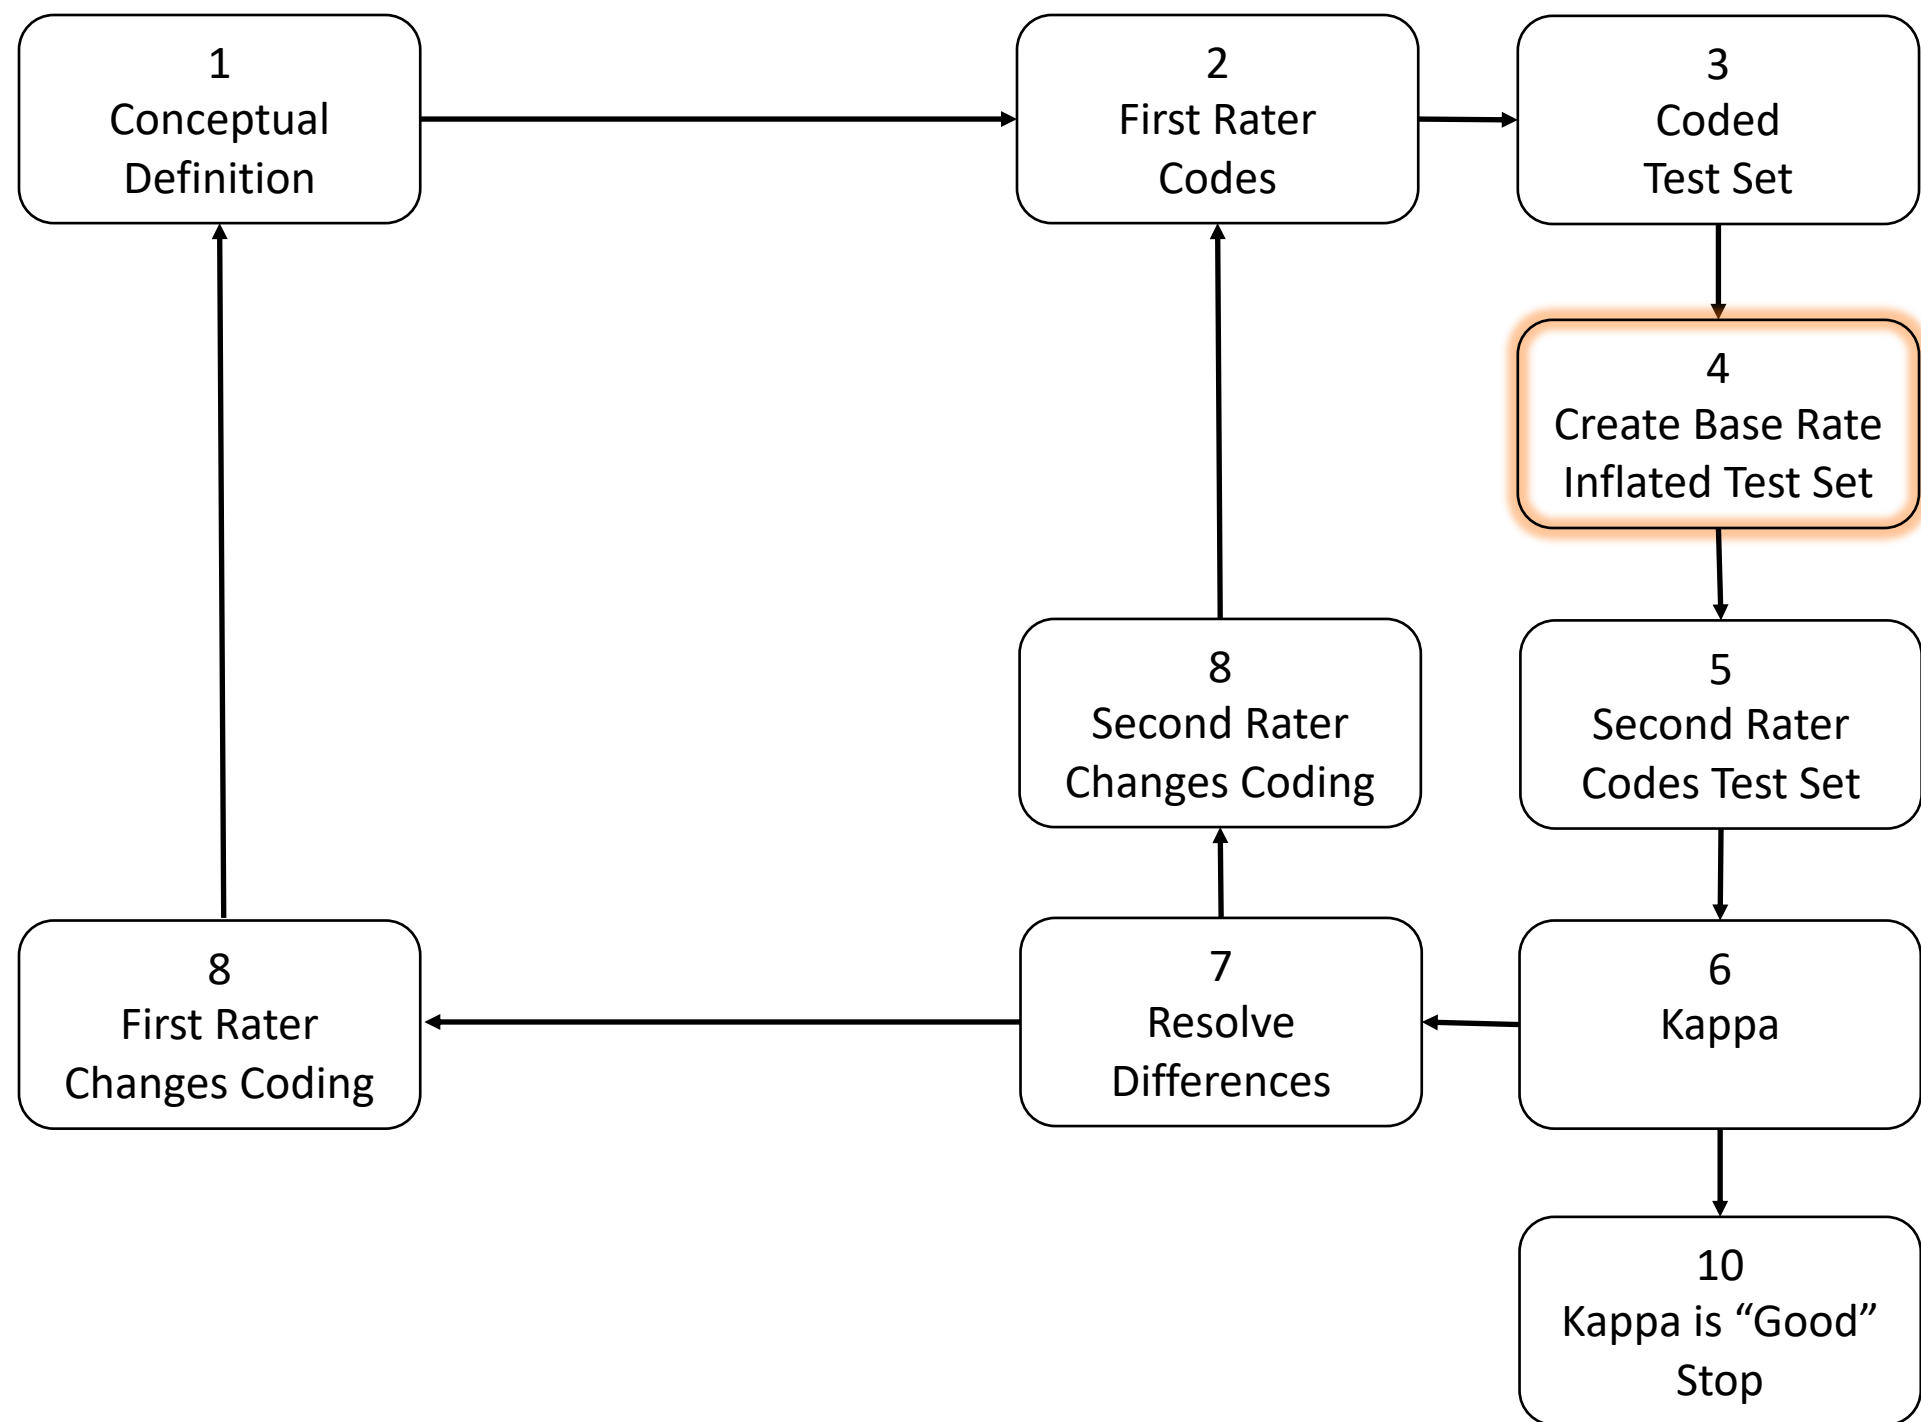 1
Conceptual
Definition
2
First Rater
Codes
3
Coded
Test Set
4
Create Base Rate
Inflated Test Set
8
Second Rater
Changes Coding
5
Second Rater
Codes Test Set
8
First Rater
Changes Coding
7
Resolve
Differences
6
Kappa
10
Kappa is “Good”
Stop